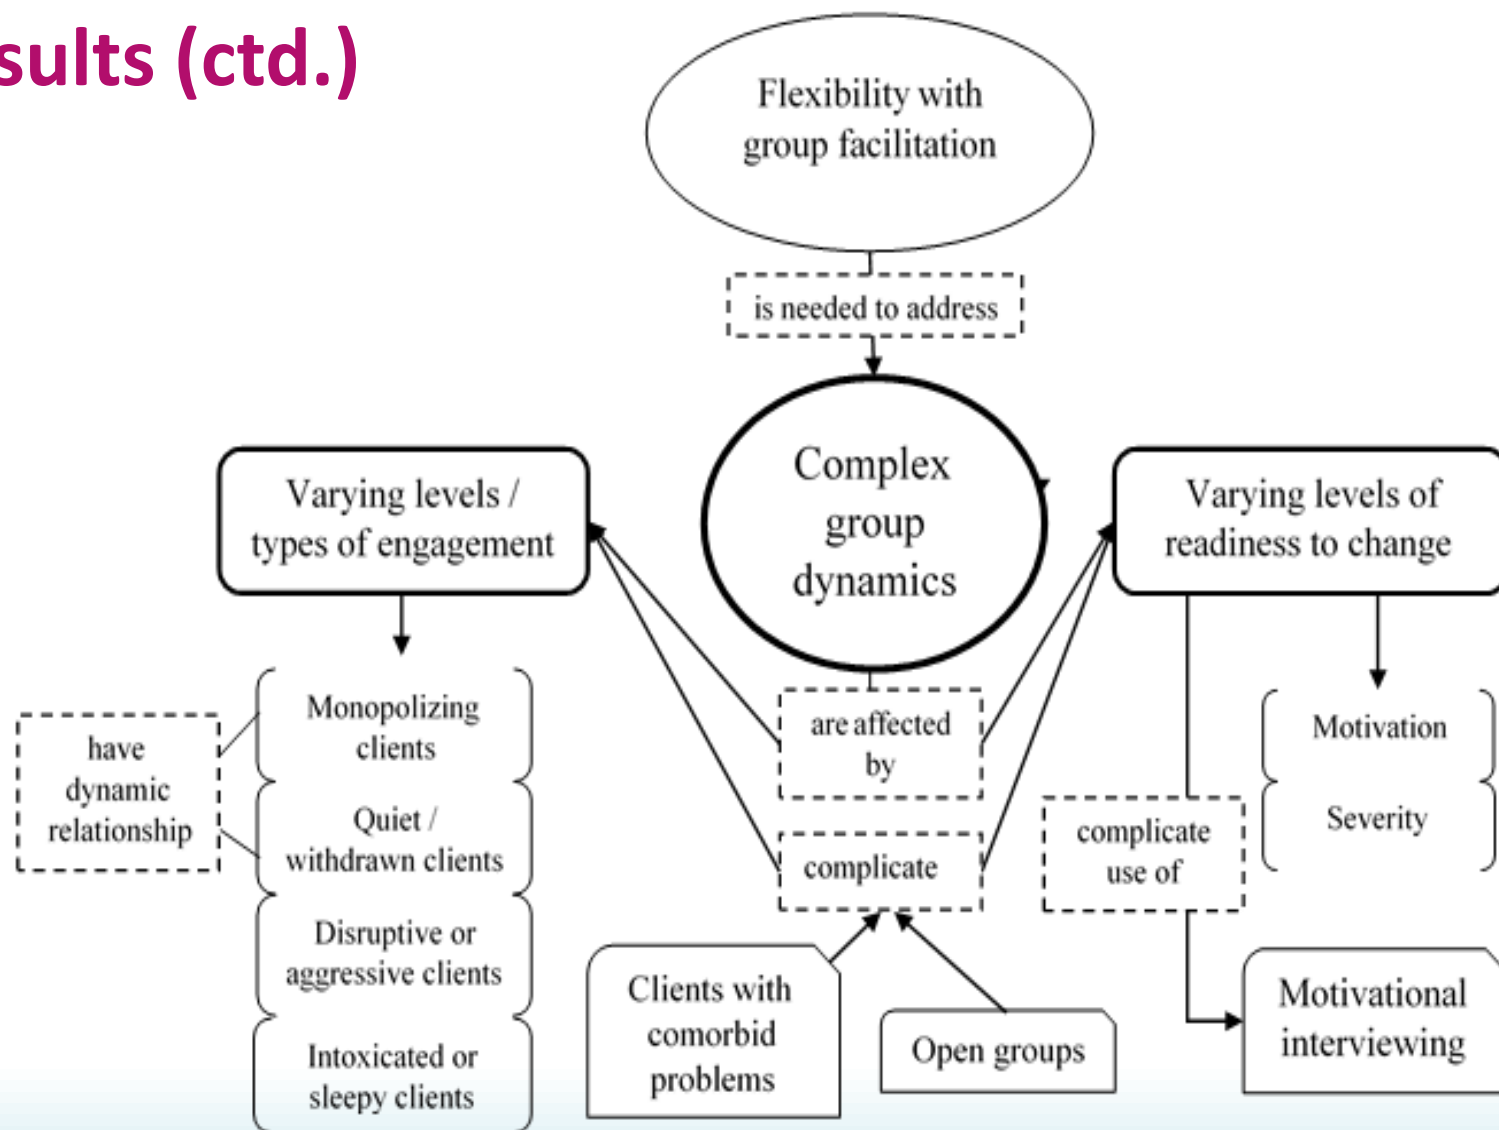 sults (ctd.)
Flexibility with
group facilitation
is needed to address
Complex
group
dynamics
Varying levels /
types of engagement
Varying levels of
readiness to change
Monopolizing
clients
have
dynamic
relationship
Quiet /
withdrawn clients
Disruptive or
aggressive clients
Intoxicated or
sleepy clients
are affected
by
complicate
Clients with
comorbid
problems
Open groups
Motivation
Severity
complicate
use of
Motivational
interviewing